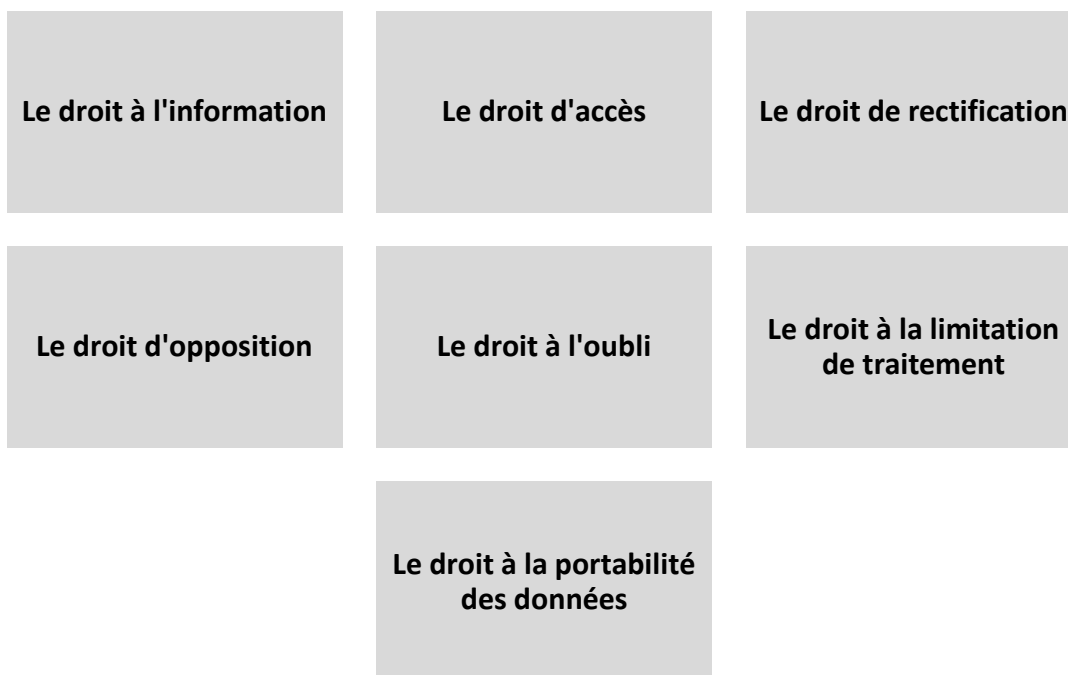 Le droit à l'information
Le droit d'accès
Le droit de rectification
Le droit d'opposition
Le droit à l'oubli
Le droit à la limitation
de traitement
Le droit à la portabilité
des données